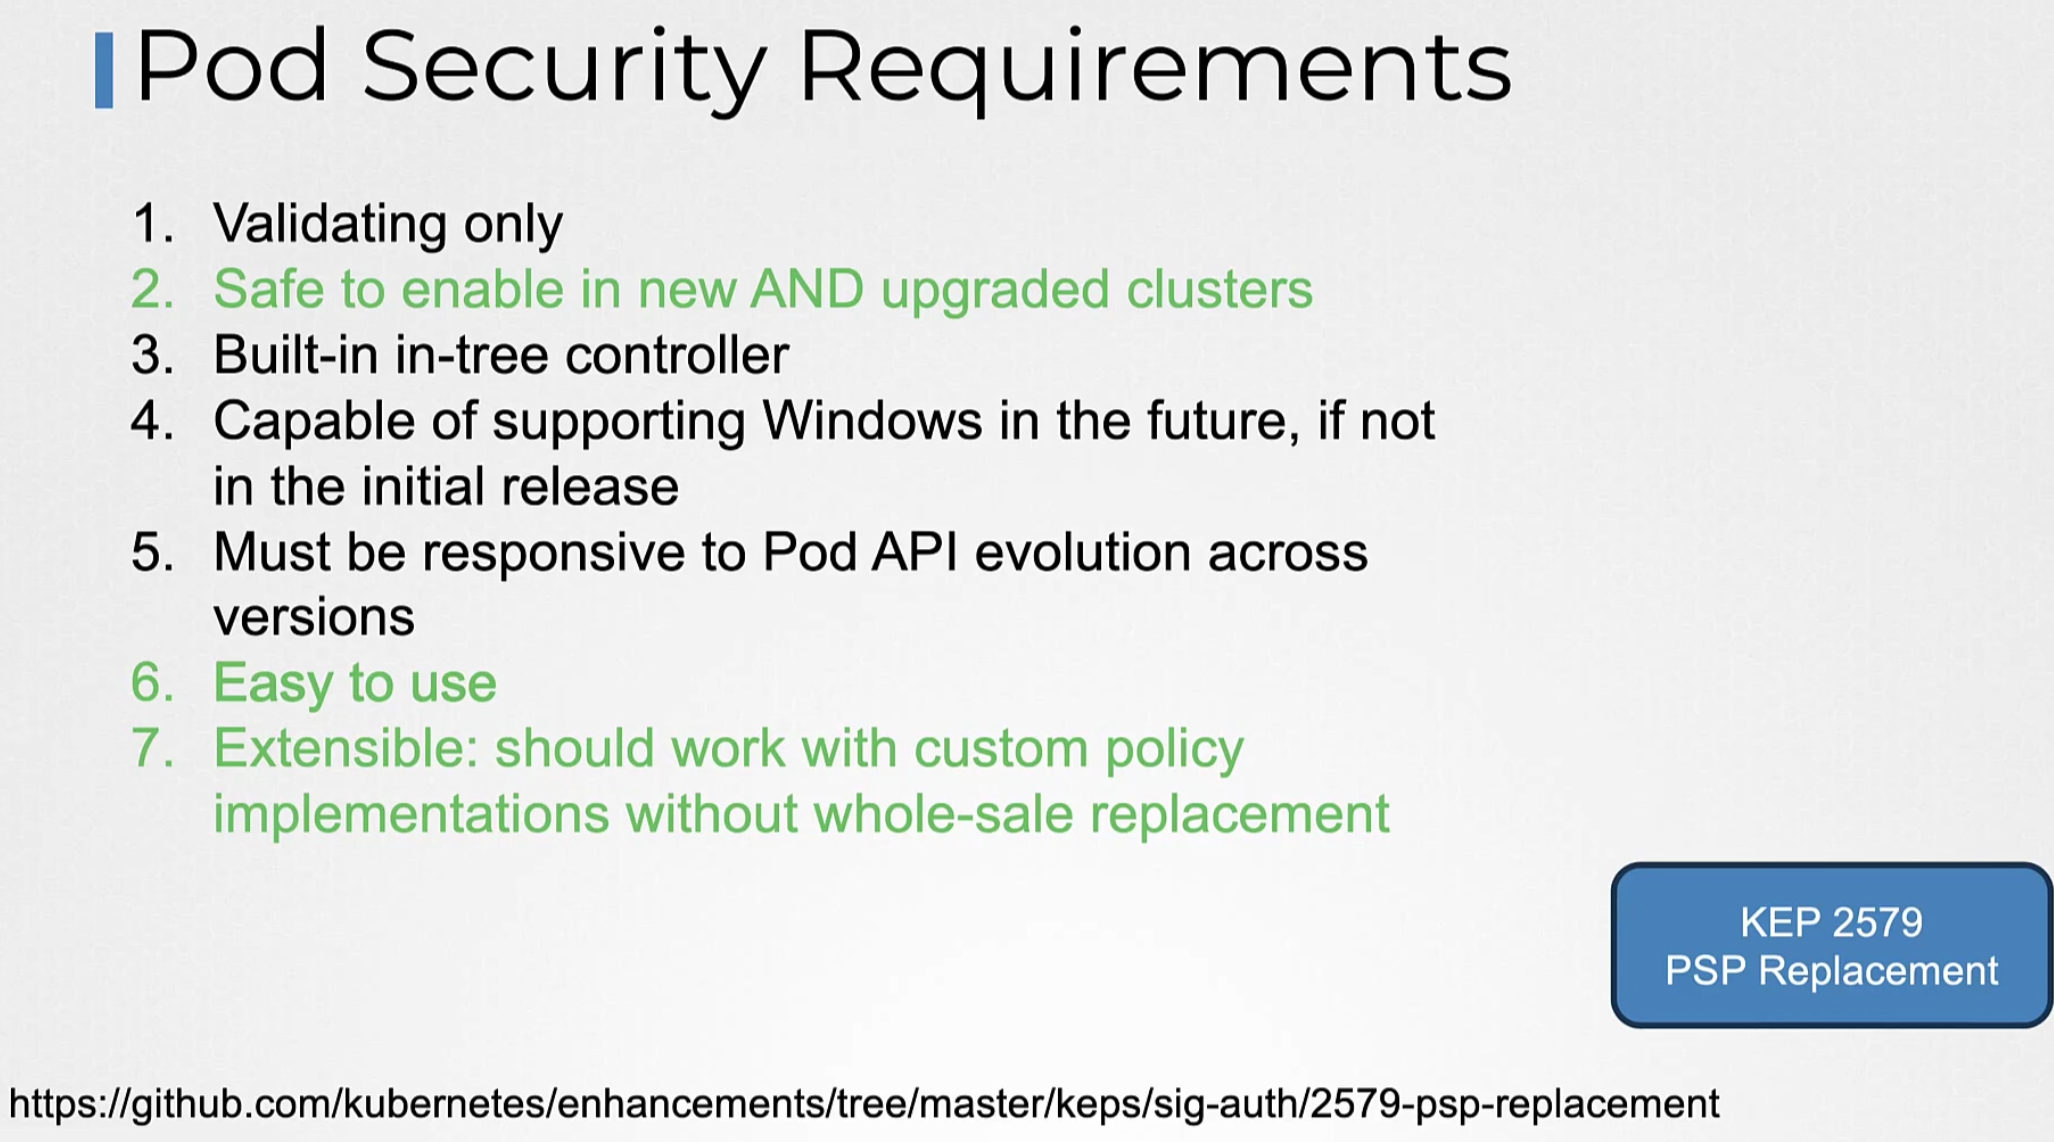 Pod Security Requirements
1. Validating only
2. Safe to enable in new AND upgraded clusters
3. Built-in in-tree controller
4. Capable of supporting Windows in the future, if not
in the initial release
5. Must be responsive to Pod API evolution across
versions
6. Easy to use
7. Extensible: should work with custom policy
implementations without whole-sale replacement
KEP 2579
PSP Replacement
https://github.com/kubernetes/enhancements/tree/master/keps/sig-auth/2579-psp-replacement